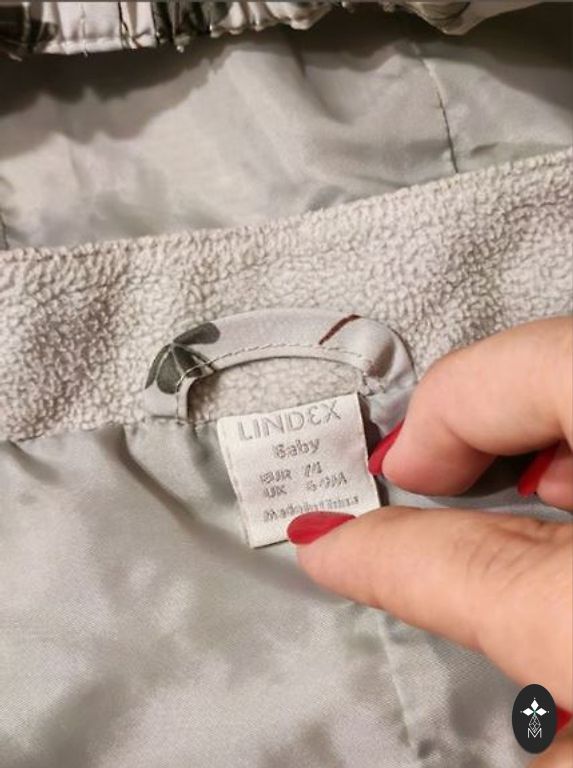 LINDEX
Baby
EUR 74
UK 6-9M
Made in China
M